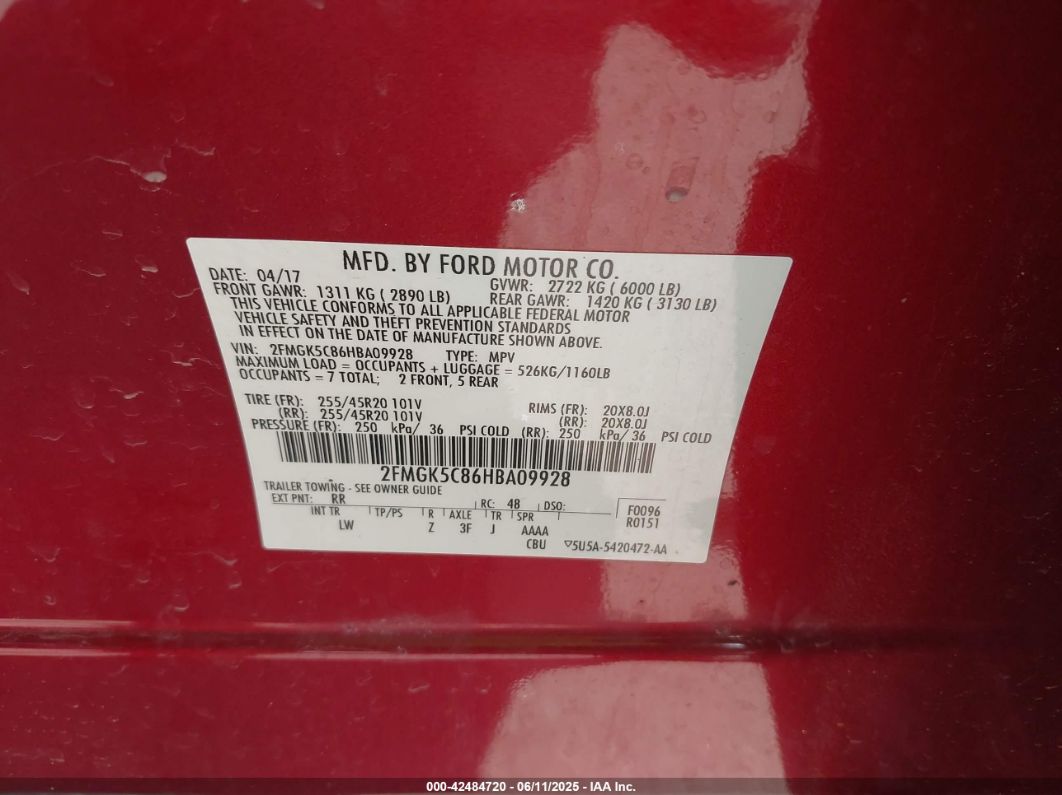 MFD. BY FORD MOTOR CO.
DATE: 04/17 GVWR: 2722 KG ( 6000 LB)
FRONT GAWR: 1311 KG ( 2890 LB) REAR GAWR: 1420 KG ( 3130 LB)
THIS VEHICLE CONFORMS TO ALL APPLICABLE FEDERAL MOTOR
VEHICLE SAFETY AND THEFT PREVENTION STANDARDS
IN EFFECT ON THE DATE OF MANUFACTURE SHOWN ABOVE.
VIN: 2FMGK5C86HBA09928 TYPE: MPV
MAXIMUM LOAD = OCCUPANTS + LUGGAGE = 526KG/1160LB
OCCUPANTS = 7 TOTAL; 2 FRONT, 5 REAR
TIRE (FR): 255/45R20 101V RIMS (FR): 20X8.0J
(RR): 255/45R20 101V (RR): 20X8.0J
PRESSURE (FR): 250 kPa/ 36 PSI COLD (RR): 250 kPa/ 36 PSI COLD
2FMGK5C86HBA09928
TRAILER TOWING - SEE OWNER GUIDE
EXT PNT: RR RC: 48 DSO: F0096
INT TR TP/PS R AXLE TR SPR R0151
LW Z 3F J AAAA
CBU ▽5U5A-5420472-AA
000-42484720 - 06/11/2025 - IAA Inc.